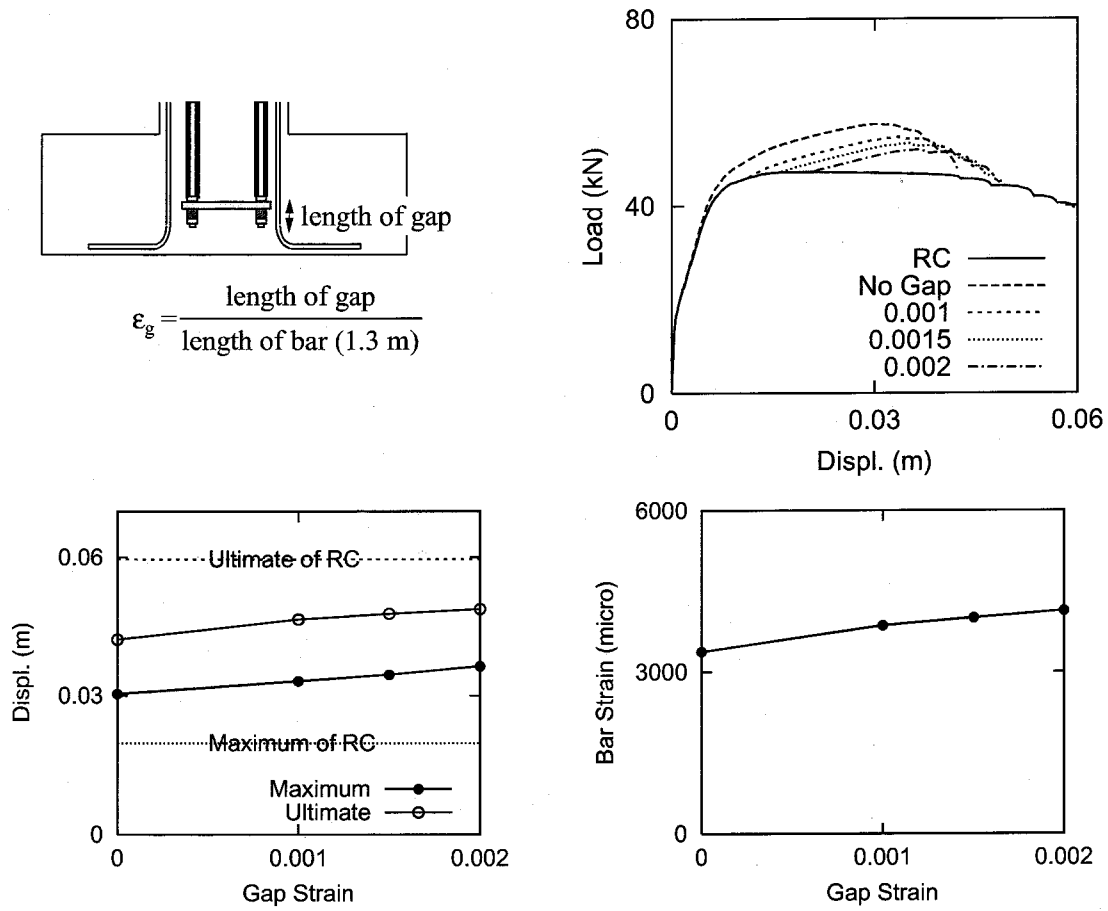 length of gap
εg = length of gap / length of bar (1.3 m)
80
40
0
Load (kN)
RC
No Gap
0.001
0.0015
0.002
0
0.03
0.06
Displ. (m)
0.06
0.03
0
Displ. (m)
Ultimate of RC
Maximum of RC
Maximum
Ultimate
0
0.001
0.002
Gap Strain
6000
3000
0
Bar Strain (micro)
0
0.001
0.002
Gap Strain